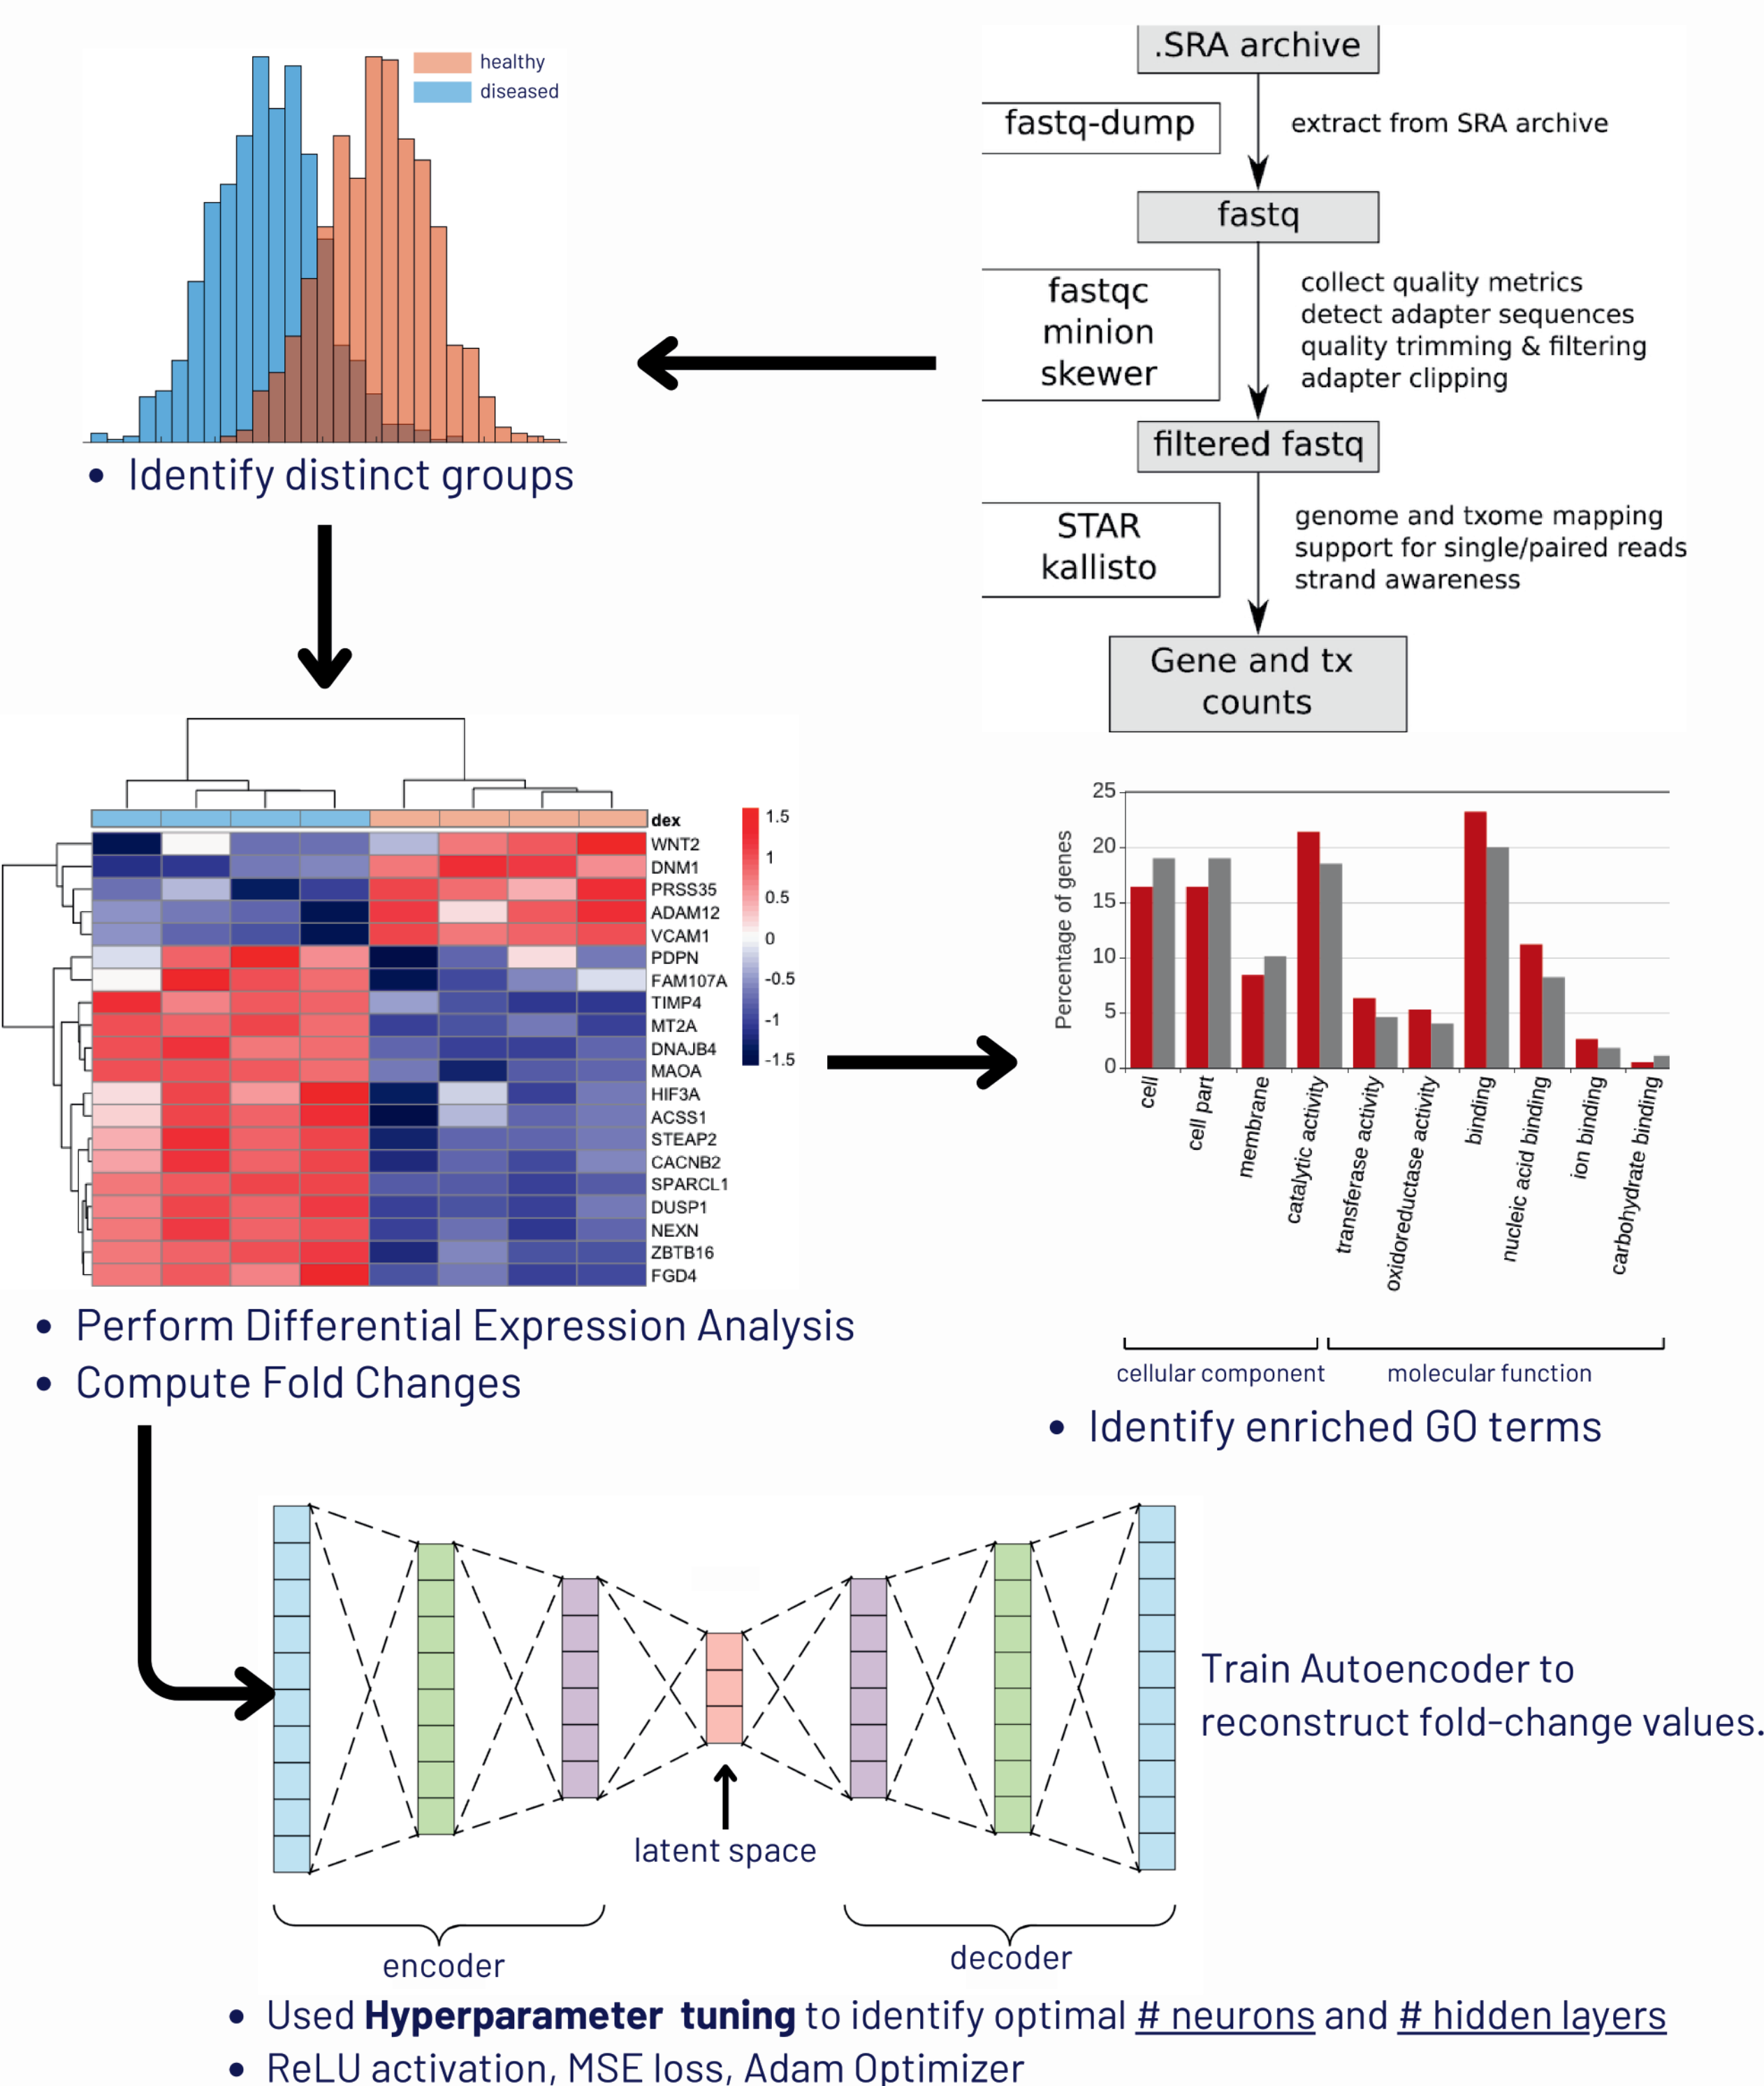 healthy
diseased
• Identify distinct groups
.SRA archive
fastq-dump
extract from SRA archive
fastq
fastqc
minion
skewer
collect quality metrics
detect adapter sequences
quality trimming & filtering
adapter clipping
filtered fastq
STAR
kallisto
genome and txome mapping
support for single/paired reads
strand awareness
Gene and tx
counts
dex
WNT2
DNM1
PRSS35
ADAM12
VCAM1
PDPN
FAM107A
TIMP4
MT2A
DNAJB4
MAOA
HIF3A
ACSS1
STEAP2
CACNB2
SPARCL1
DUSP1
NEXN
ZBTB16
FGD4
1.5
1
0.5
0
-0.5
-1
-1.5
• Perform Differential Expression Analysis
• Compute Fold Changes
Percentage of genes
25
20
15
10
5
0
cell
cell part
membrane
catalytic activity
transferase activity
oxidoreductase activity
binding
nucleic acid binding
ion binding
carbohydrate binding
cellular component
molecular function
• Identify enriched GO terms
Train Autoencoder to
reconstruct fold-change values.
latent space
encoder
decoder
• Used Hyperparameter tuning to identify optimal # neurons and # hidden layers
• ReLU activation, MSE loss, Adam Optimizer